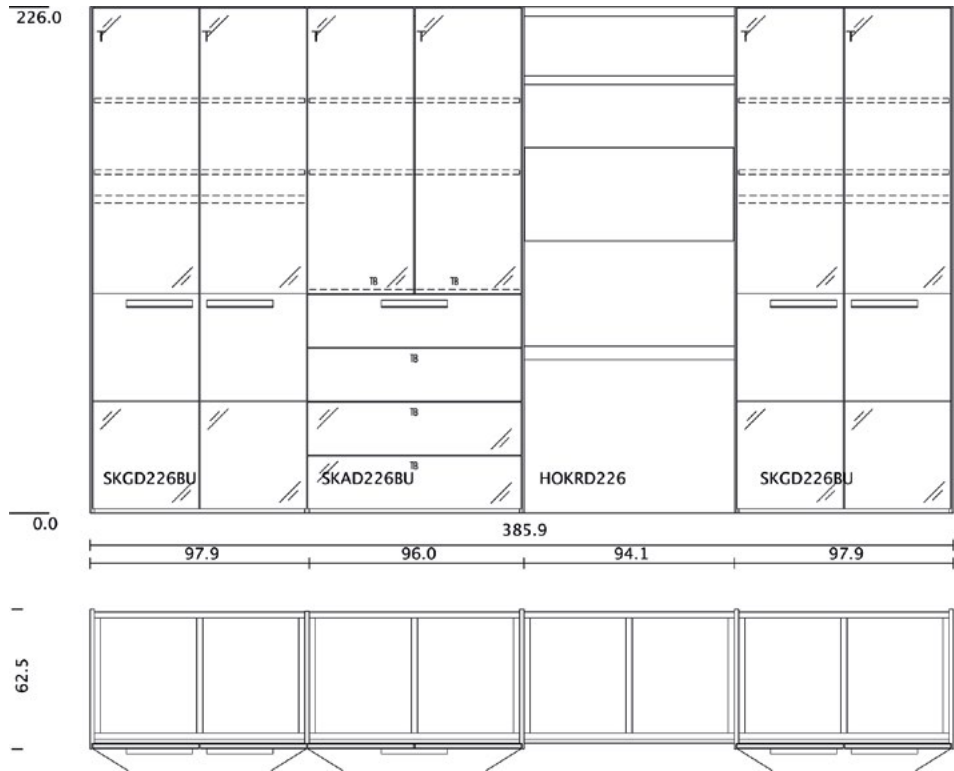 226.0
T T T T T T
TB TB
TB
TB
TB
SKGD226BU SKAD226BU HOKRD226 SKGD226BU
0.0
385.9
97.9 96.0 94.1 97.9
62.5